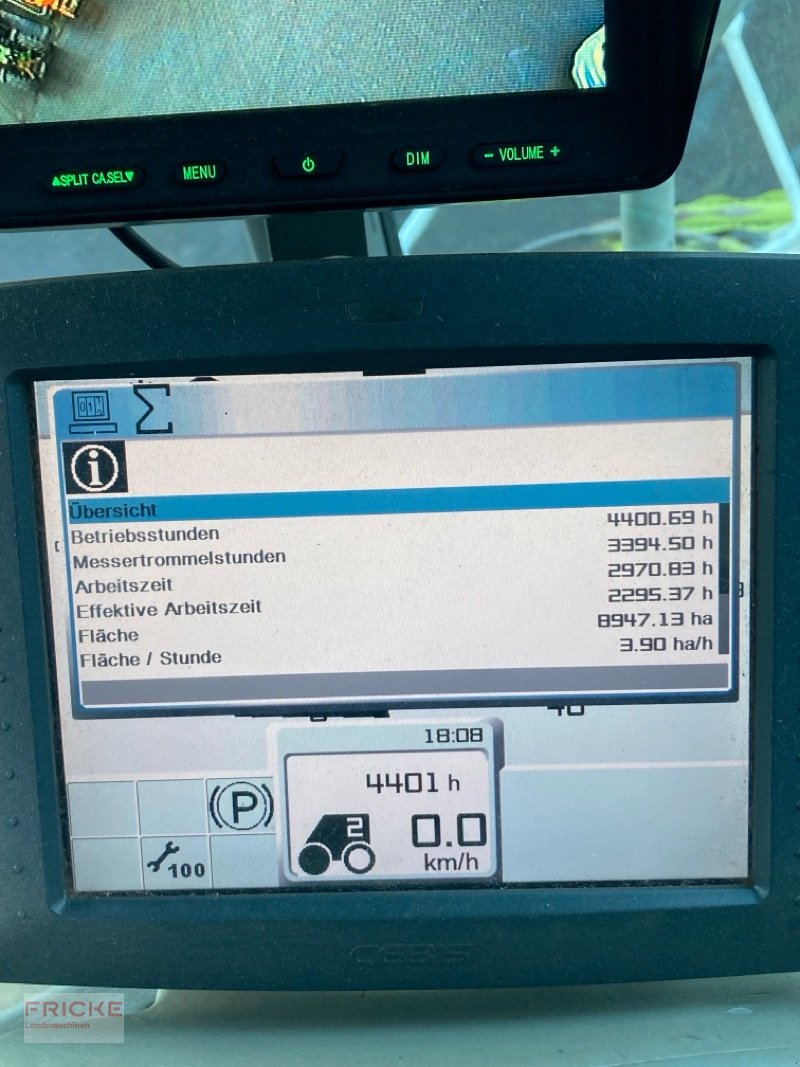 ▲SPLIT CA.SEL▼ MENU DIM - VOLUME +
Übersicht
Betriebsstunden 4400.69 h
Messertrommelstunden 3394.50 h
Arbeitszeit 2970.83 h
Effektive Arbeitszeit 2295.37 h
Fläche 8947.13 ha
Fläche / Stunde 3.90 ha/h
18:08
4401 h
(P)
2
0.0
km/h
100
CEBIS
FRICKE
Landmaschinen